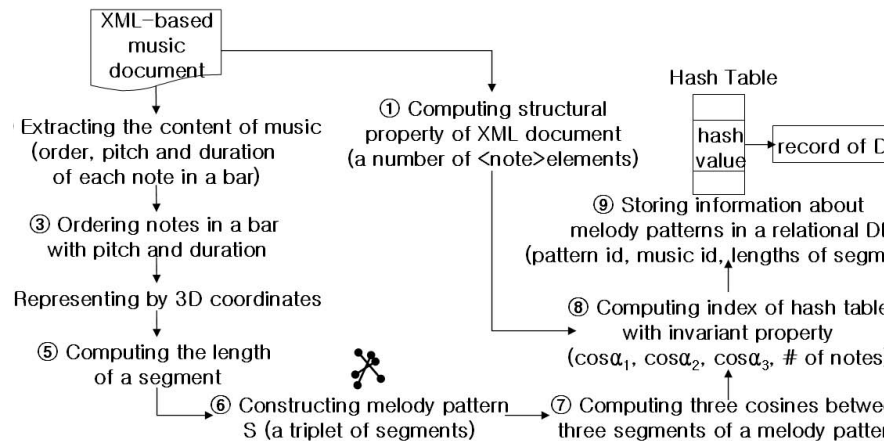 XML-based
music
document
Extracting the content of music
(order, pitch and duration
of each note in a bar)
③ Ordering notes in a bar
with pitch and duration
Representing by 3D coordinates
⑤ Computing the length
of a segment
⑥ Constructing melody pattern
S (a triplet of segments)
⑦ Computing three cosines betwe
three segments of a melody patter
① Computing structural
property of XML document
(a number of <note>elements)
⑧ Computing index of hash table
with invariant property
(cosα₁, cosα₂, cosα₃, # of notes)
⑨ Storing information about
melody patterns in a relational D
(pattern id, music id, lengths of segm
Hash Table
hash
value
record of D